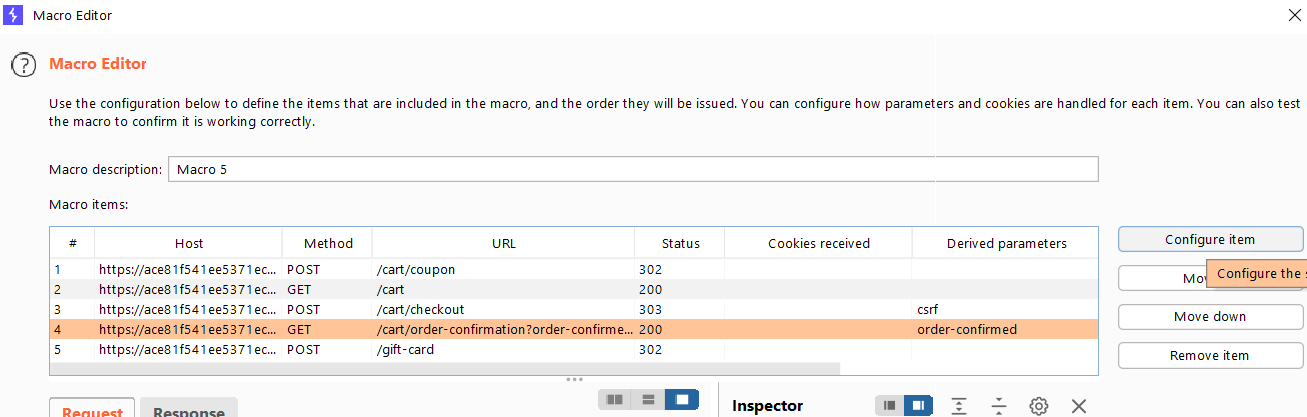 Macro Editor
Macro Editor
Use the configuration below to define the items that are included in the macro, and the order they will be issued. You can configure how parameters and cookies are handled for each item. You can also test
the macro to confirm it is working correctly.
Macro description: Macro 5
Macro items:
# Host Method URL Status Cookies received Derived parameters
Configure item
1 https://ace81f541ee5371ec... POST /cart/coupon 302
Configure the
2 https://ace81f541ee5371ec... GET /cart 200
3 https://ace81f541ee5371ec... POST /cart/checkout 303 csrf
Move down
4 https://ace81f541ee5371ec... GET /cart/order-confirmation?order-confirme... 200 order-confirmed
5 https://ace81f541ee5371ec... POST /gift-card 302
Remove item
Request Response
Inspector